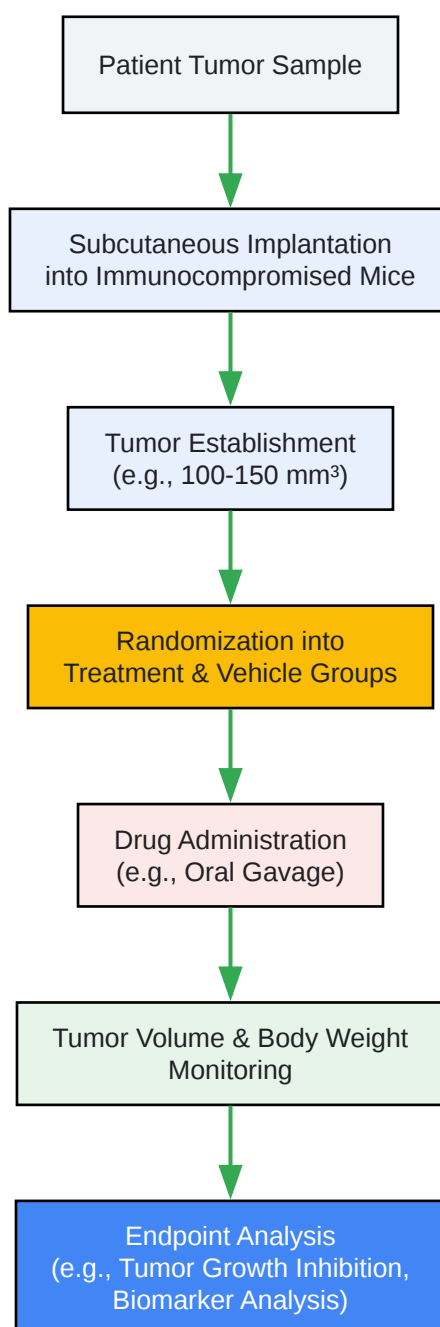 Patient Tumor Sample
Subcutaneous Implantation
into Immunocompromised Mice
Tumor Establishment
(e.g., 100-150 mm³)
Randomization into
Treatment & Vehicle Groups
Drug Administration
(e.g., Oral Gavage)
Tumor Volume & Body Weight
Monitoring
Endpoint Analysis
(e.g., Tumor Growth Inhibition,
Biomarker Analysis)